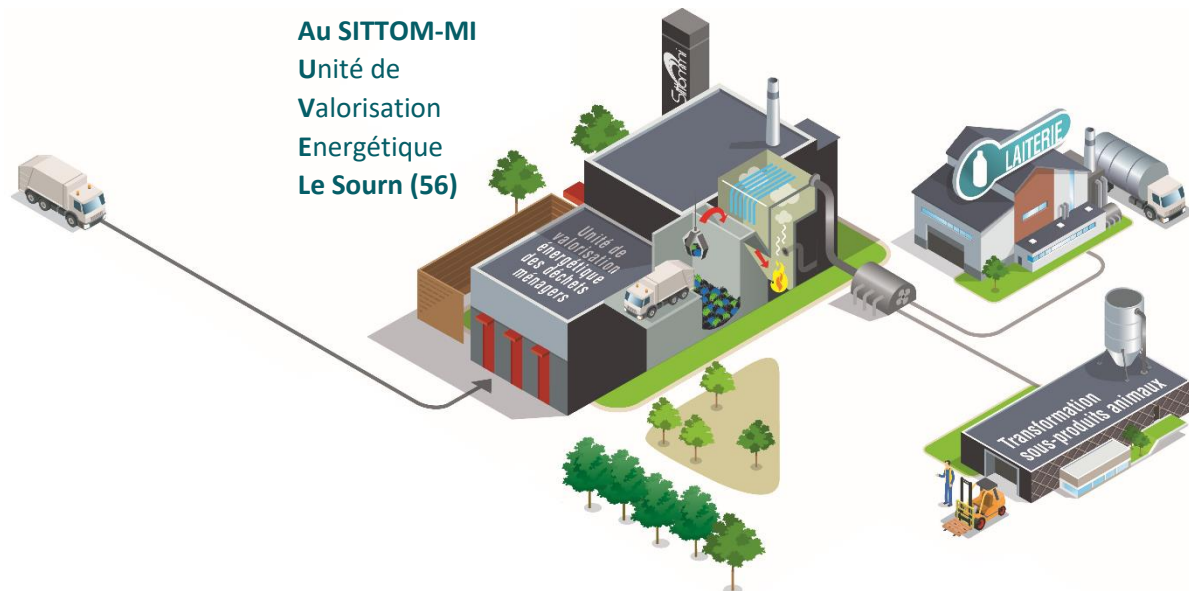 Au SITTOM-MI
Unité de
Valorisation
Energétique
Le Sourn (56)
Sittommi
Unité de
valorisation
énergétique
des déchets
ménagers
LAITERIE
Transformation
sous-produits animaux